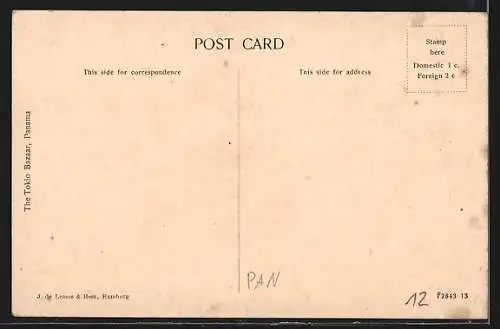 POST CARD
Stamp
here
Domestic 1 c.
Foreign 2 c
This side for correspondence
This side for address
The Tokio Bazaar, Panama
PAN
J. de Lemos & Hem, Hamburg
12
F2843 13